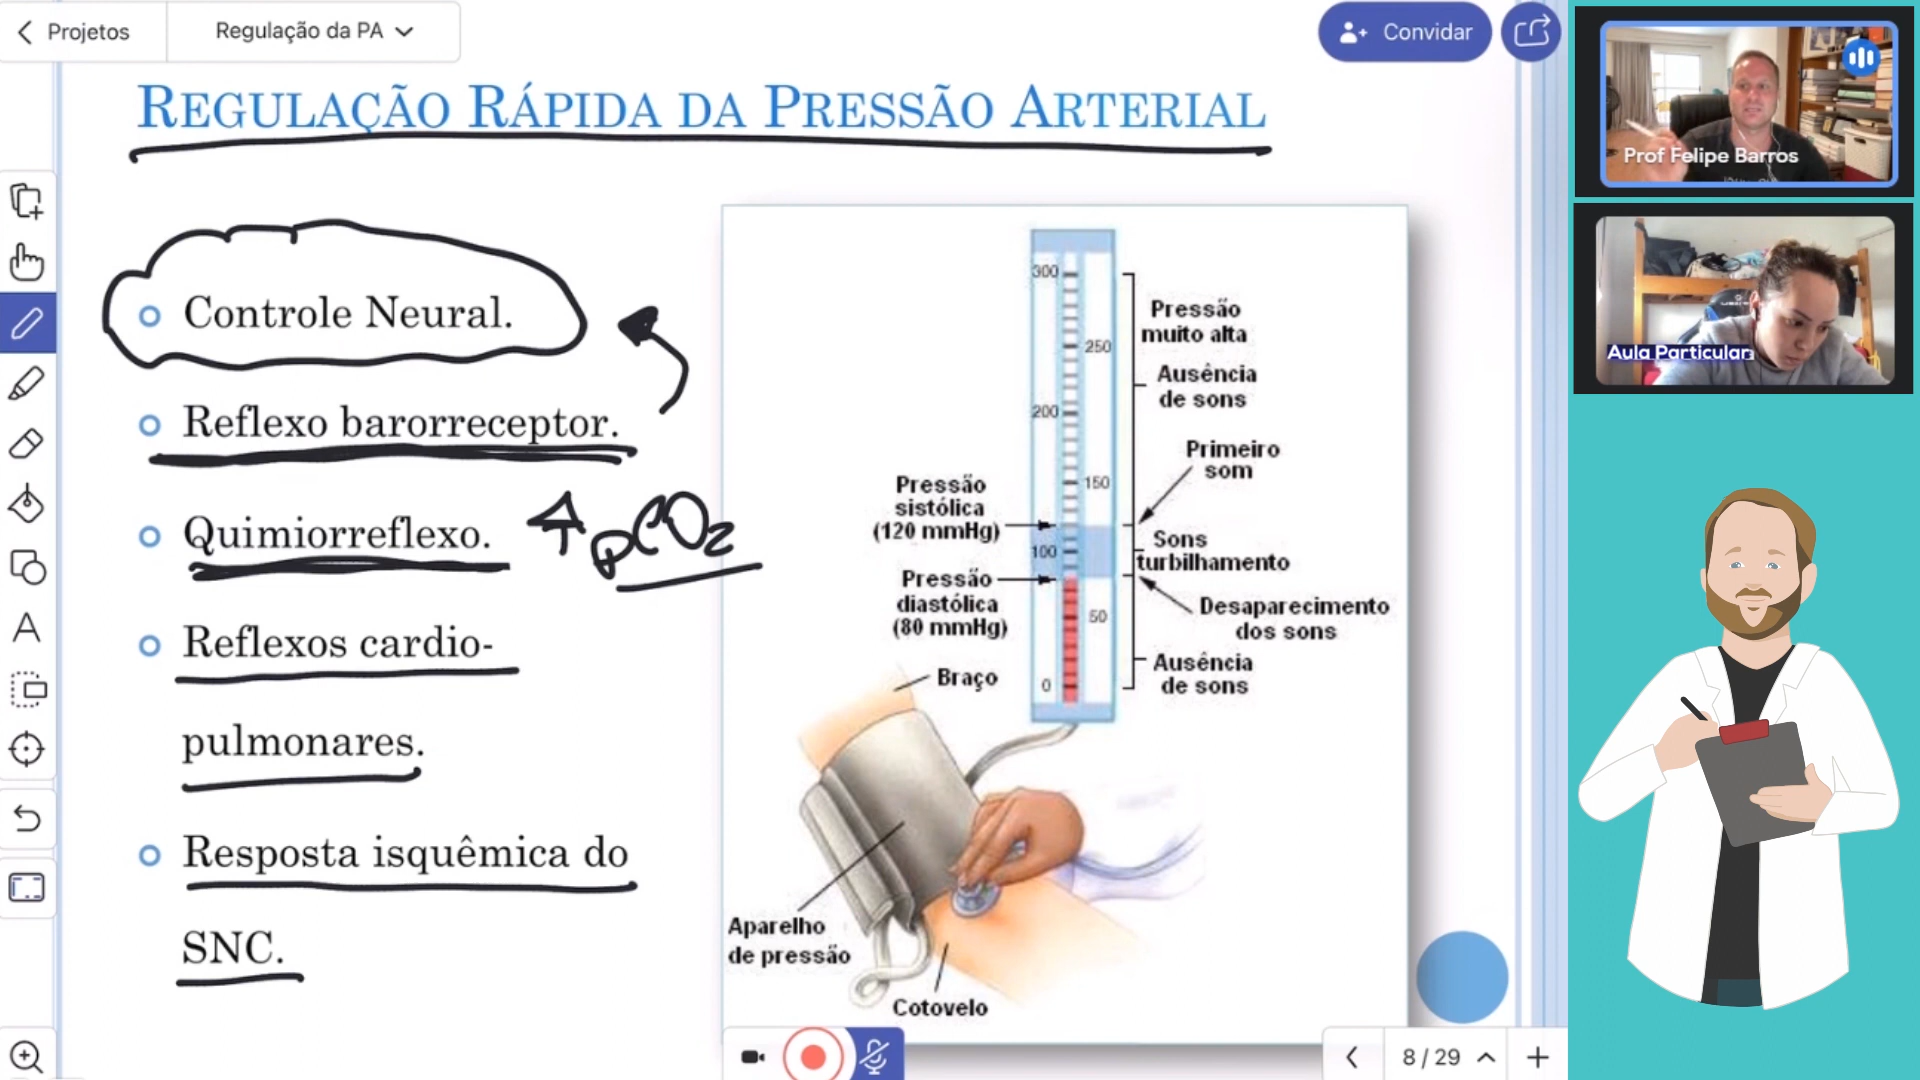 Projetos
Regulação da PA
Convidar
REGULAÇÃO RÁPIDA DA PRESSÃO ARTERIAL
Controle Neural.
Reflexo barorreceptor.
Quimiorreflexo.
↑ pCO2
Reflexos cardio-
pulmonares.
Resposta isquêmica do
SNC.
300
250
200
150
100
50
0
Pressão
muito alta
Ausência
de sons
Primeiro
som
Pressão
sistólica
(120 mmHg)
Sons
turbilhamento
Pressão
diastólica
(80 mmHg)
Desaparecimento
dos sons
Ausência
de sons
Braço
Aparelho
de pressão
Cotovelo
8 / 29
Prof Felipe Barros
Aula Particular